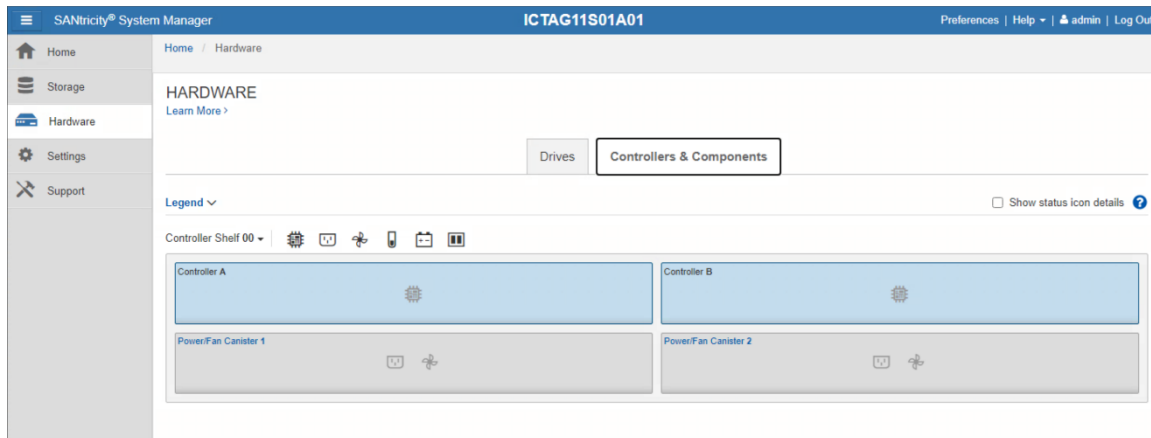 SANtricity® System Manager
ICTAG11S01A01
Preferences | Help | admin | Log Out
Home
Storage
Hardware
Settings
Support
Home / Hardware
HARDWARE
Learn More >
Drives
Controllers & Components
Legend
Show status icon details ?
Controller Shelf 00
Controller A
Controller B
Power/Fan Canister 1
Power/Fan Canister 2